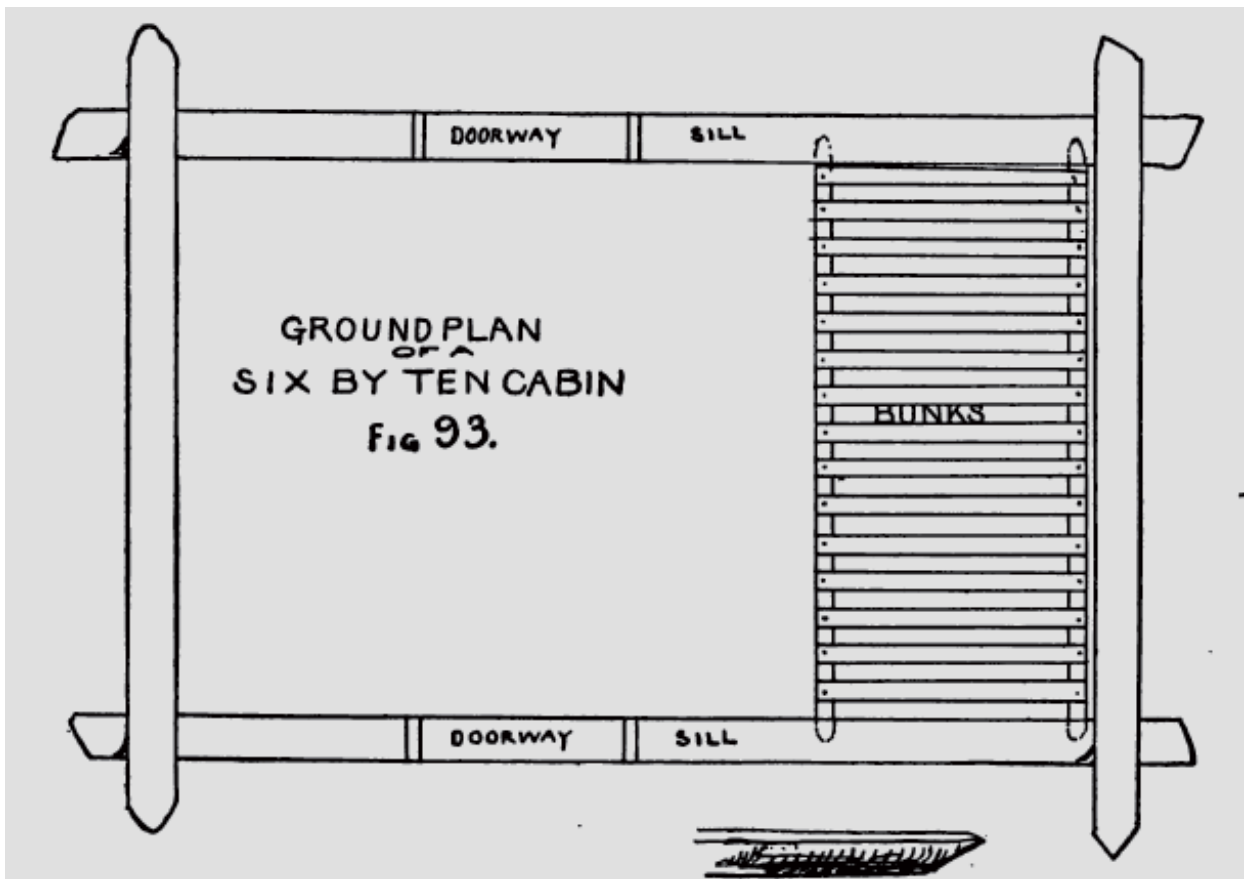 DOORWAY SILL
GROUND PLAN
OF A
SIX BY TEN CABIN
FIG 93.
BUNKS
DOORWAY SILL